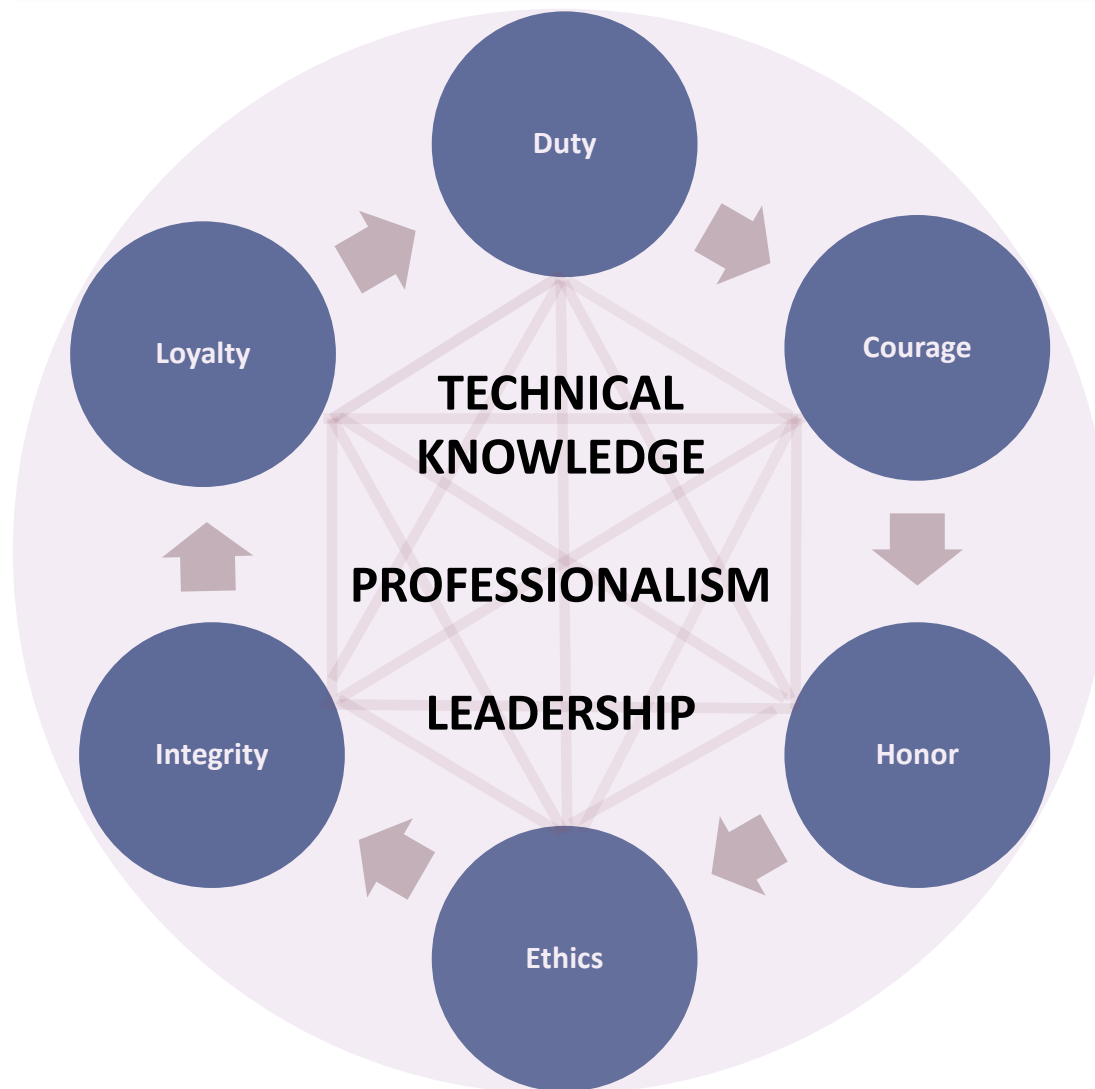 Duty
Courage
Honor
Ethics
Integrity
Loyalty
TECHNICAL
KNOWLEDGE
PROFESSIONALISM
LEADERSHIP